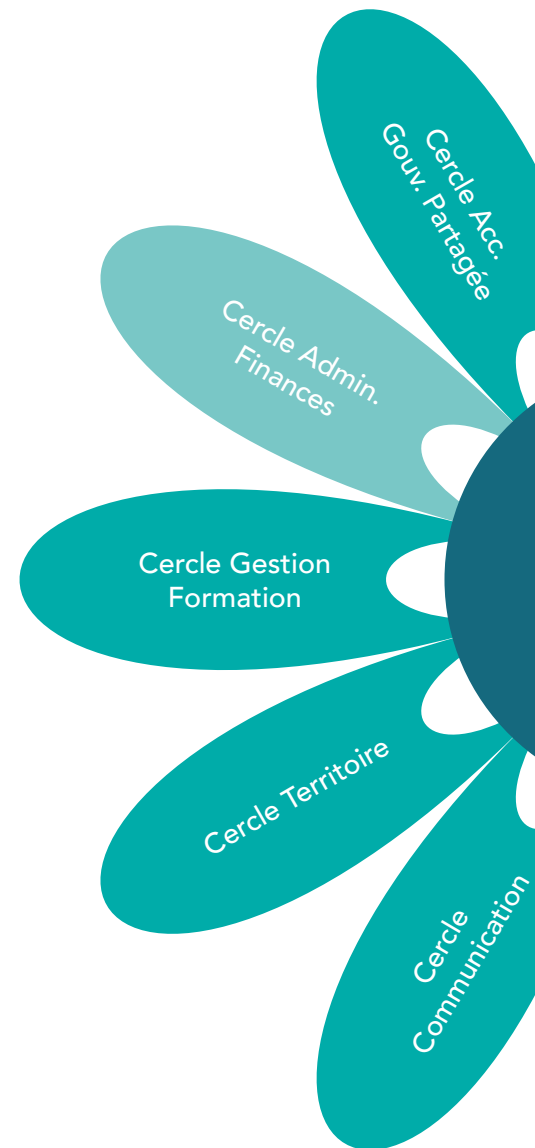 Cercle Acc.
Gouv. Partagée
Cercle Admin.
Finances
Cercle Gestion
Formation
Cercle Territoire
Cercle
Communication